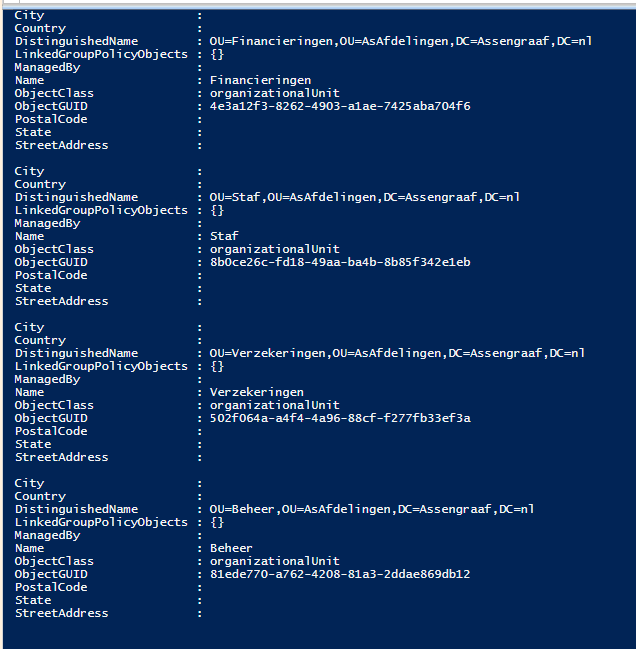 City :
Country :
DistinguishedName : OU=Financieringen,OU=AsAfdelingen,DC=Assengraaf,DC=nl
LinkedGroupPolicyObjects : {}
ManagedBy :
Name : Financieringen
ObjectClass : organizationalUnit
ObjectGUID : 4e3a12f3-8262-4903-a1ae-7425aba704f6
PostalCode :
State :
StreetAddress :
City :
Country :
DistinguishedName : OU=Staf,OU=AsAfdelingen,DC=Assengraaf,DC=nl
LinkedGroupPolicyObjects : {}
ManagedBy :
Name : Staf
ObjectClass : organizationalUnit
ObjectGUID : 8b0ce26c-fd18-49aa-ba4b-8b85f342e1eb
PostalCode :
State :
StreetAddress :
City :
Country :
DistinguishedName : OU=Verzekeringen,OU=AsAfdelingen,DC=Assengraaf,DC=nl
LinkedGroupPolicyObjects : {}
ManagedBy :
Name : Verzekeringen
ObjectClass : organizationalUnit
ObjectGUID : 502f064a-a4f4-4a96-88cf-f277fb33ef3a
PostalCode :
State :
StreetAddress :
City :
Country :
DistinguishedName : OU=Beheer,OU=AsAfdelingen,DC=Assengraaf,DC=nl
LinkedGroupPolicyObjects : {}
ManagedBy :
Name : Beheer
ObjectClass : organizationalUnit
ObjectGUID : 81ede770-a762-4208-81a3-2ddae869db12
PostalCode :
State :
StreetAddress :